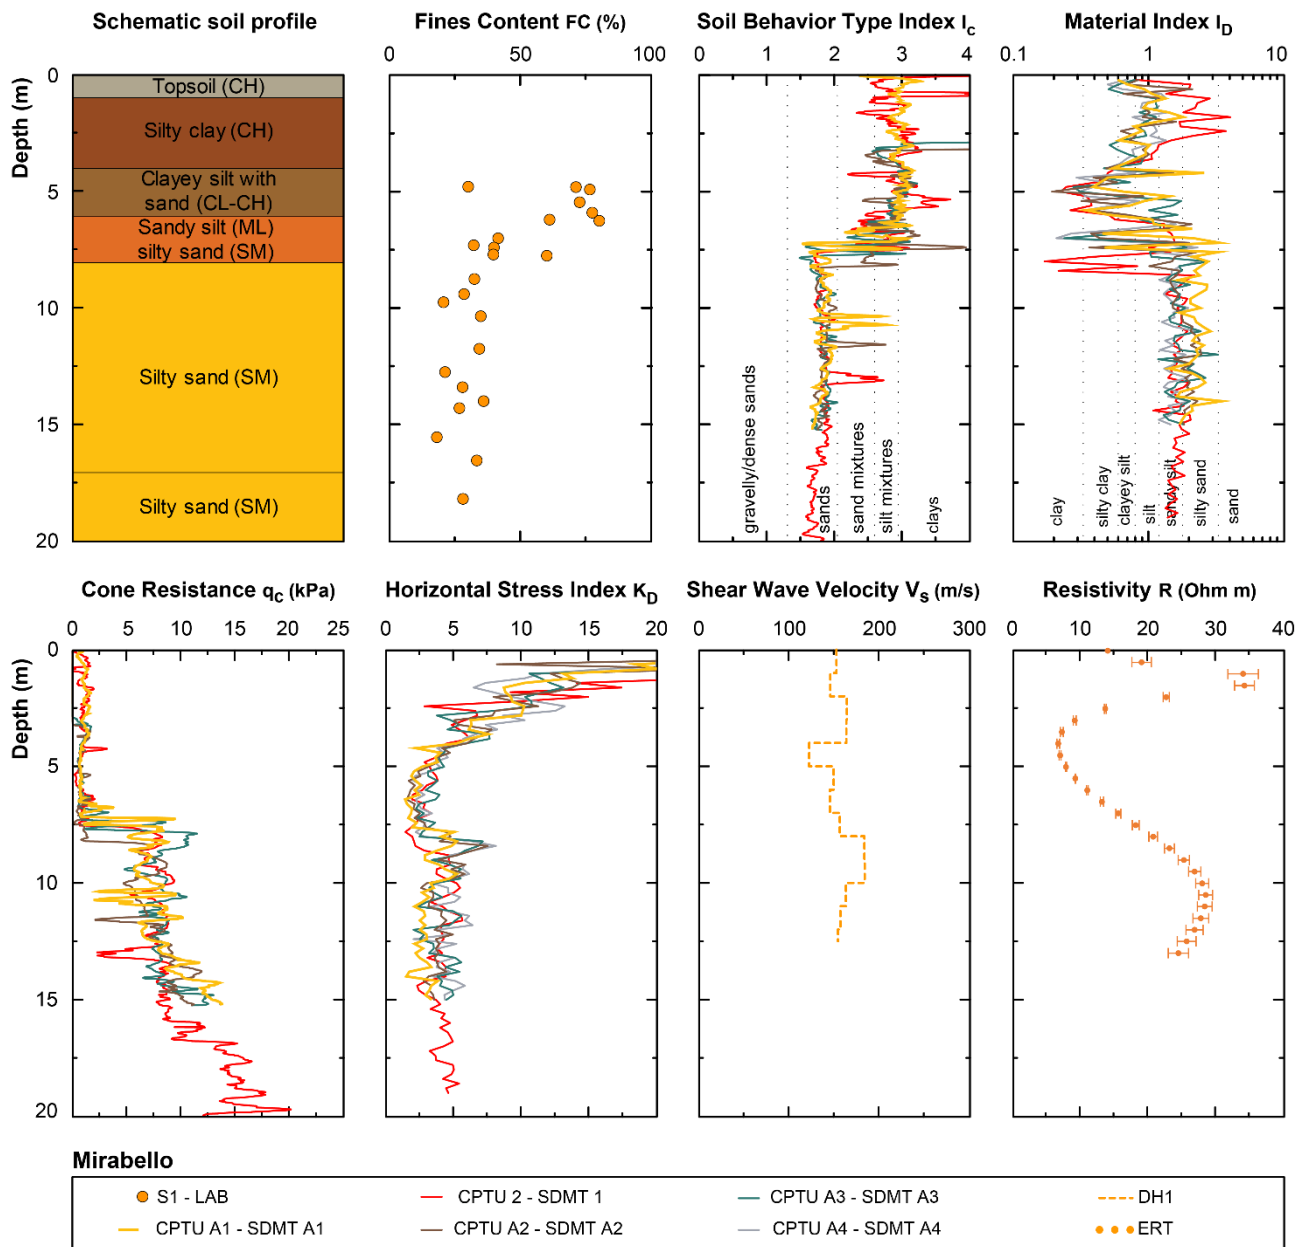 Schematic soil profile
Fines Content FC (%)
Soil Behavior Type Index Ic
Material Index ID
0 50 100
0 1 2 3 4
0.1 1 10
Depth (m)
0
5
10
15
20
Topsoil (CH)
Silty clay (CH)
Clayey silt with
sand (CL-CH)
Sandy silt (ML)
silty sand (SM)
Silty sand (SM)
Silty sand (SM)
gravelly/dense sands
sands
sand mixtures
silt mixtures
clays
clay
silty clay
clayey silt
silt
sandy silt
silty sand
sand
Cone Resistance qc (kPa)
Horizontal Stress Index KD
Shear Wave Velocity Vs (m/s)
Resistivity R (Ohm m)
0 5 10 15 20 25
0 5 10 15 20
0 100 200 300
0 10 20 30 40
Depth (m)
0
5
10
15
20
Mirabello
S1 - LAB
CPTU 2 - SDMT 1
CPTU A3 - SDMT A3
DH1
CPTU A1 - SDMT A1
CPTU A2 - SDMT A2
CPTU A4 - SDMT A4
ERT